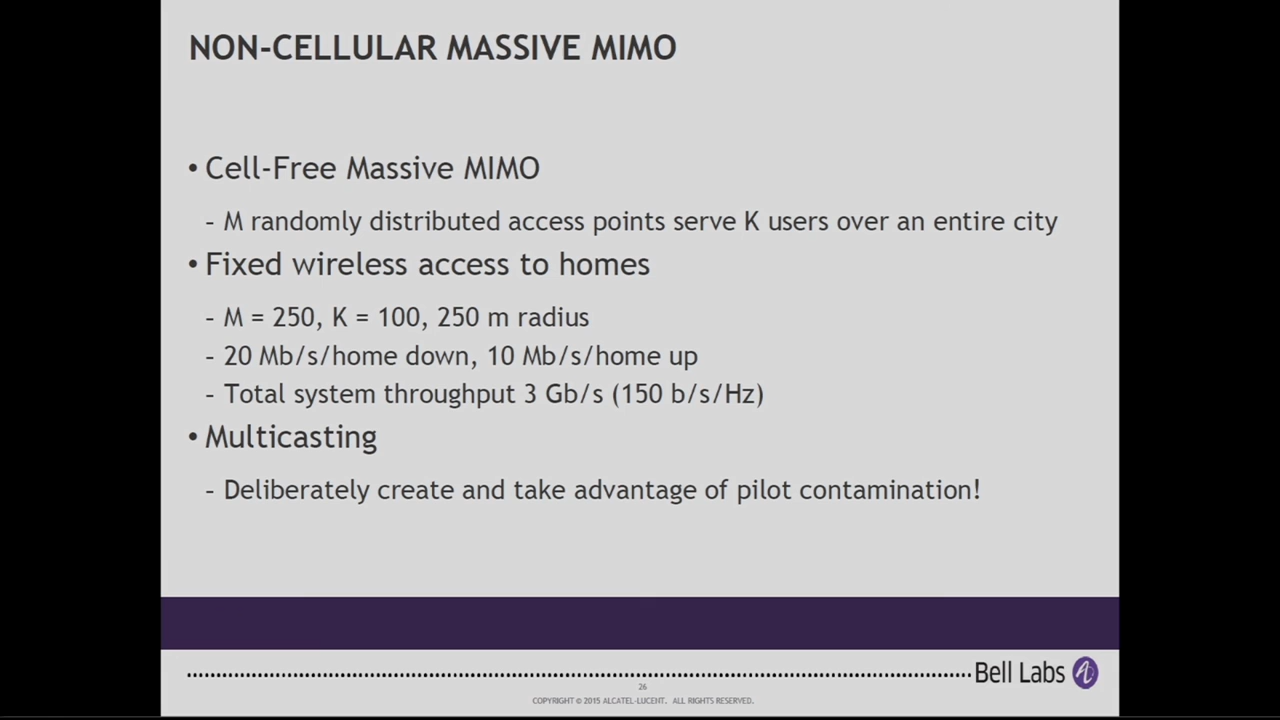 NON-CELLULAR MASSIVE MIMO
• Cell-Free Massive MIMO
– M randomly distributed access points serve K users over an entire city
• Fixed wireless access to homes
– M = 250, K = 100, 250 m radius
– 20 Mb/s/home down, 10 Mb/s/home up
– Total system throughput 3 Gb/s (150 b/s/Hz)
• Multicasting
– Deliberately create and take advantage of pilot contamination!
Bell Labs
26
COPYRIGHT © 2015 ALCATEL-LUCENT. ALL RIGHTS RESERVED.